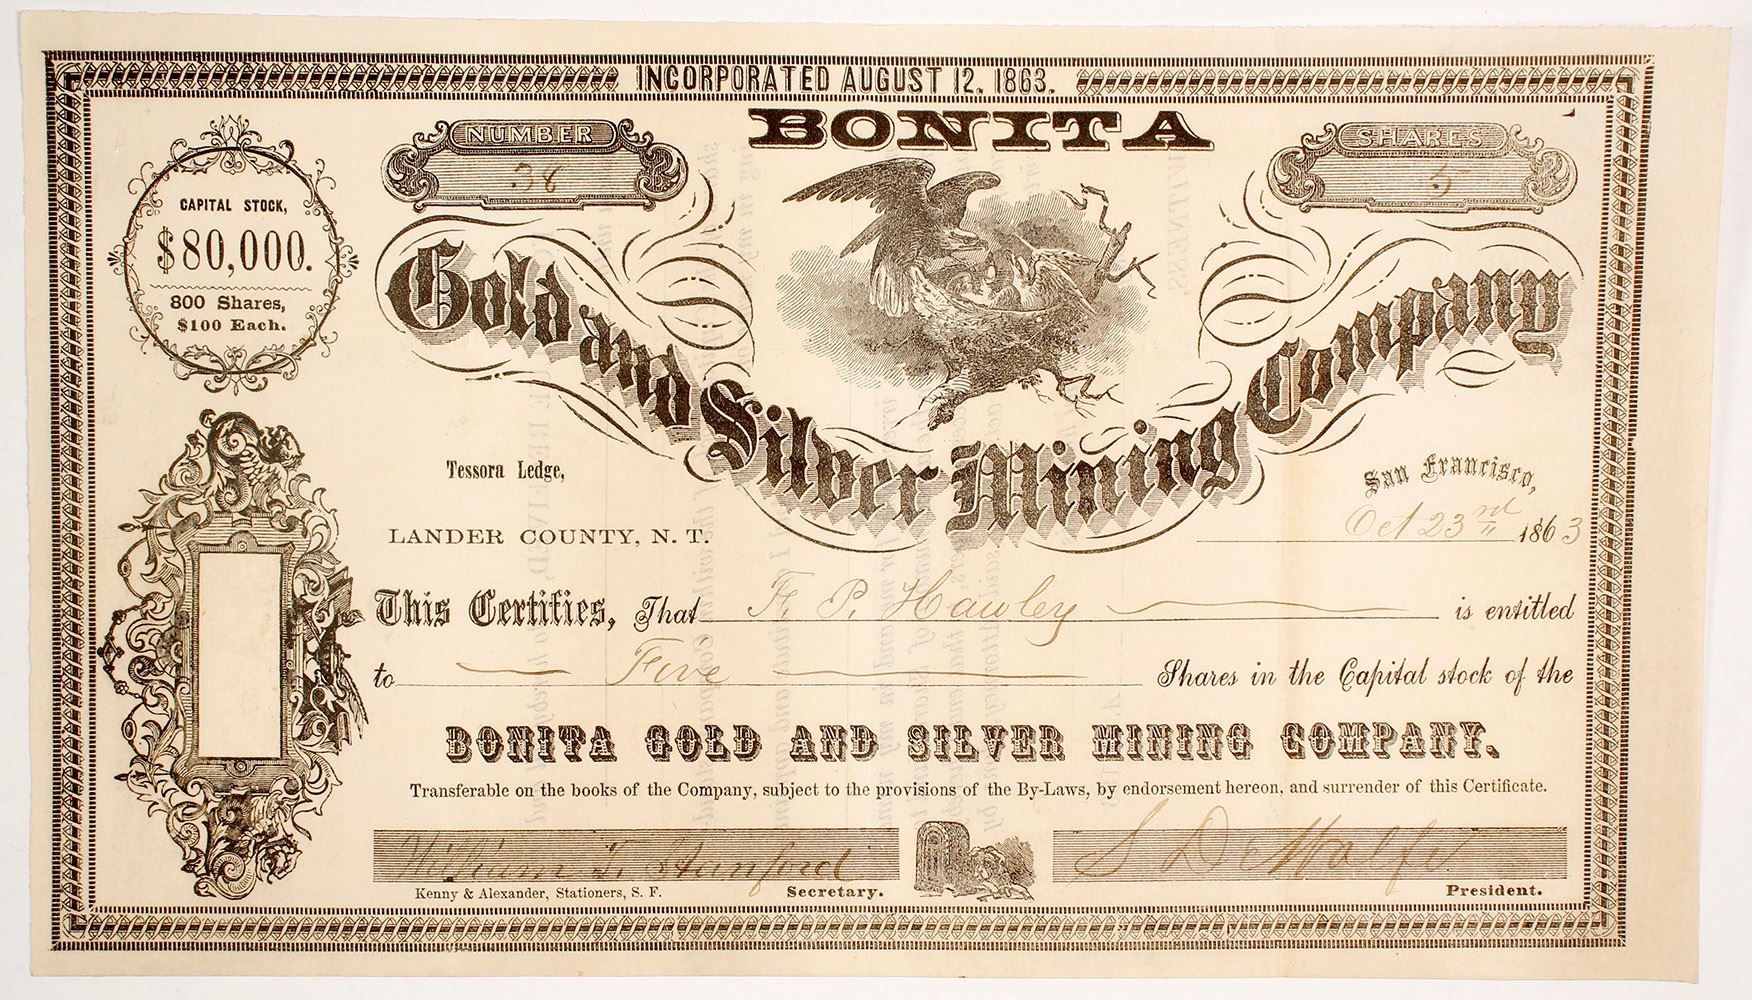 INCORPORATED AUGUST 12, 1863.
BONITA
NUMBER
38
SHARES
5
CAPITAL STOCK,
$80,000.
800 Shares,
$100 Each.
Gold and Silver Mining Company
Tessora Ledge,
LANDER COUNTY, N. T.
San Francisco,
Oct 23rd 1863
This Certifies, That F. P. Hawley is entitled
to Five Shares in the Capital stock of the
BONITA GOLD AND SILVER MINING COMPANY.
Transferable on the books of the Company, subject to the provisions of the By-Laws, by endorsement hereon, and surrender of this Certificate.
William Stanford
Kenny & Alexander, Stationers, S. F.
Secretary.
President.